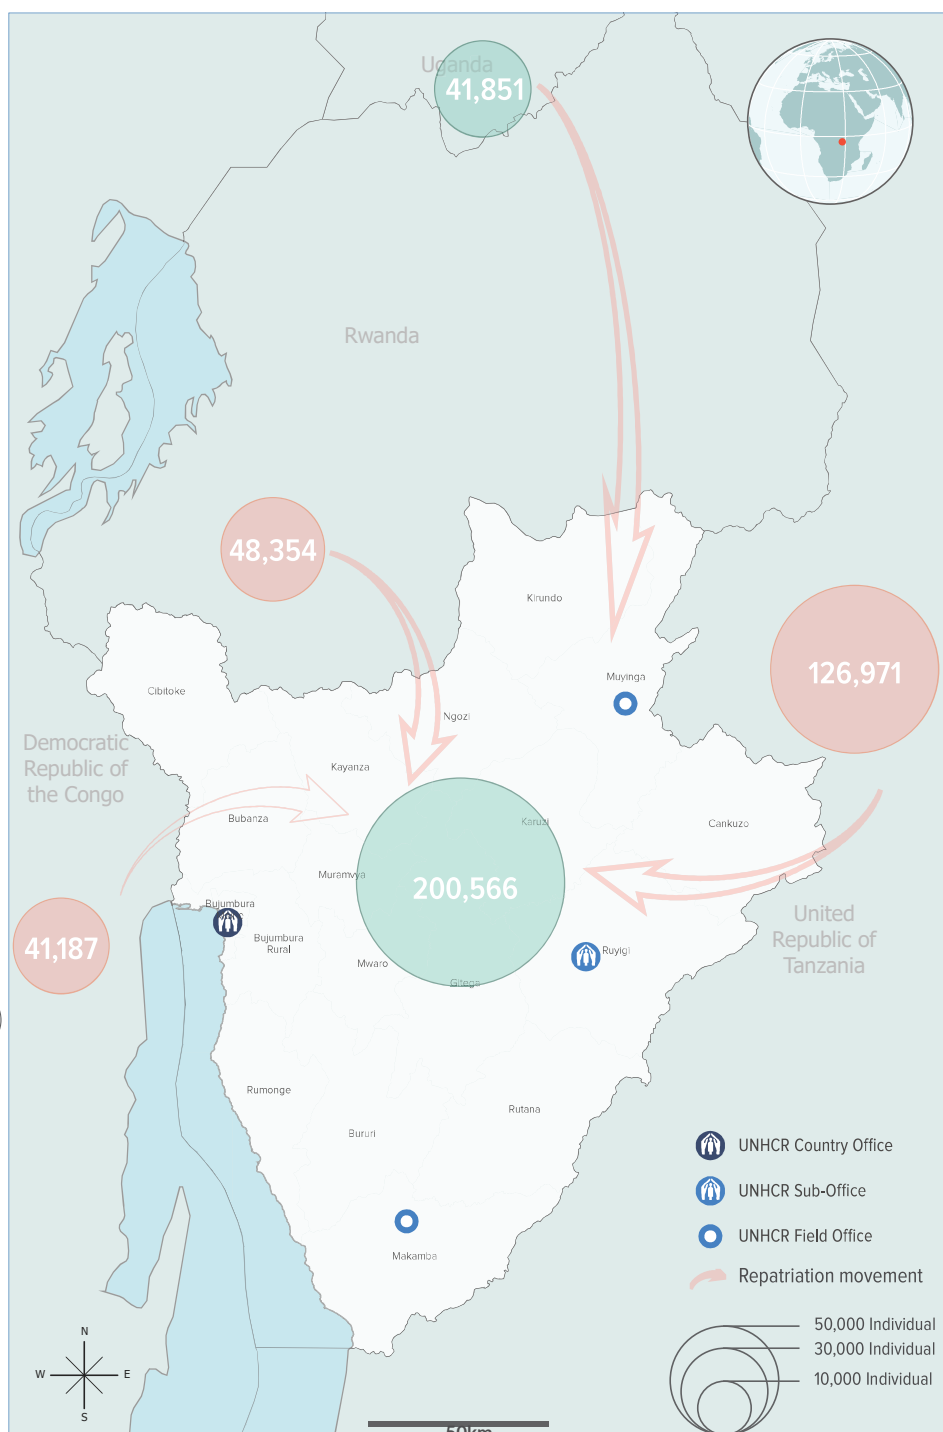 Uganda
41,851
Rwanda
48,354
Kirundo
126,971
Muyinga
Cibitoke
Ngozi
Democratic
Republic of
the Congo
Kayanza
Bubanza
Karuzi
Cankuzo
Muramvya
200,566
Bujumbura
41,187
Bujumbura
Rural
Mwaro
Ruyigi
United
Republic of
Tanzania
Gitega
Rumonge
Rutana
Bururi
Makamba
UNHCR Country Office
UNHCR Sub-Office
UNHCR Field Office
Repatriation movement
50,000 Individual
30,000 Individual
10,000 Individual
N
W
E
S
50km